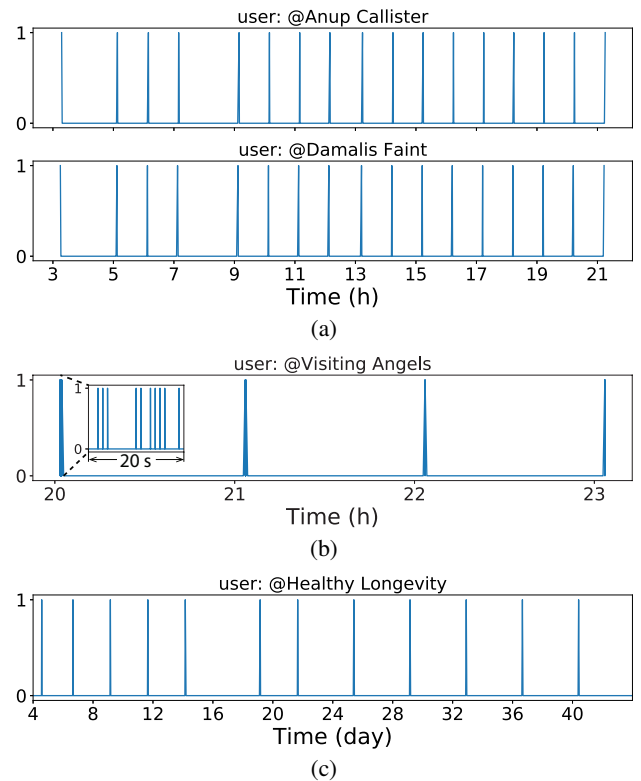 user: @Anup Callister
1
0
user: @Damalis Faint
1
0
3 5 7 9 11 13 15 17 19 21
Time (h)
(a)
user: @Visiting Angels
1
1
0
20 s
0
20 21 22 23
Time (h)
(b)
user: @Healthy Longevity
1
0
4 8 12 16 20 24 28 32 36 40
Time (day)
(c)